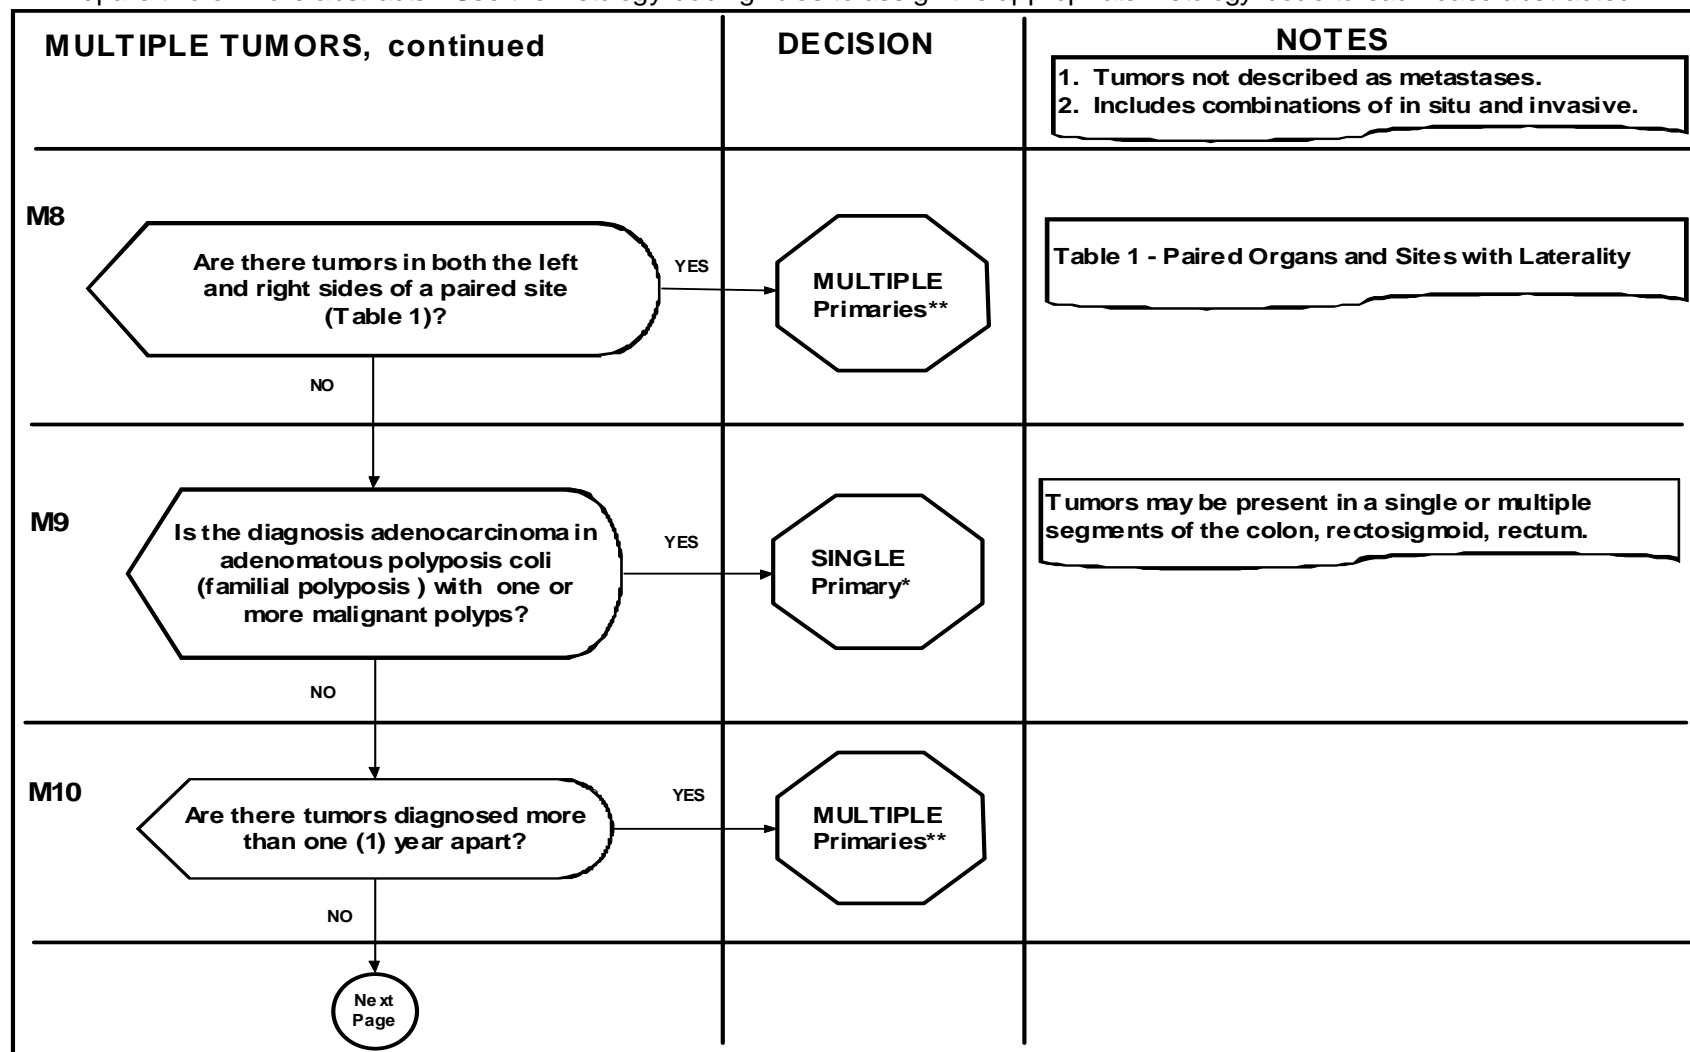 MULTIPLE TUMORS, continued
DECISION
NOTES
1. Tumors not described as metastases.
2. Includes combinations of in situ and invasive.
M8
Are there tumors in both the left
and right sides of a paired site
(Table 1)?
YES
MULTIPLE
Primaries**
Table 1 - Paired Organs and Sites with Laterality
NO
M9
Is the diagnosis adenocarcinoma in
adenomatous polyposis coli
(familial polyposis ) with one or
more malignant polyps?
YES
SINGLE
Primary*
Tumors may be present in a single or multiple
segments of the colon, rectosigmoid, rectum.
NO
M10
Are there tumors diagnosed more
than one (1) year apart?
YES
MULTIPLE
Primaries**
NO
Next
Page